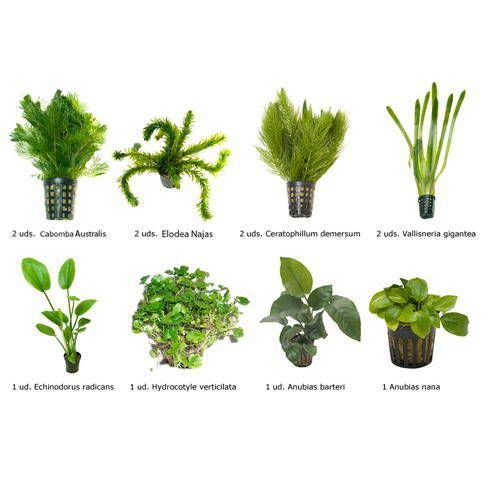 2 uds. Cabomba Australis
2 uds. Elodea Najas
2 uds. Ceratophillum demersum
2 uds. Vallisneria gigantea
1 ud. Echinodorus radicans
1 ud. Hydrocotyle verticilata
1 ud. Anubias barteri
1 Anubias nana